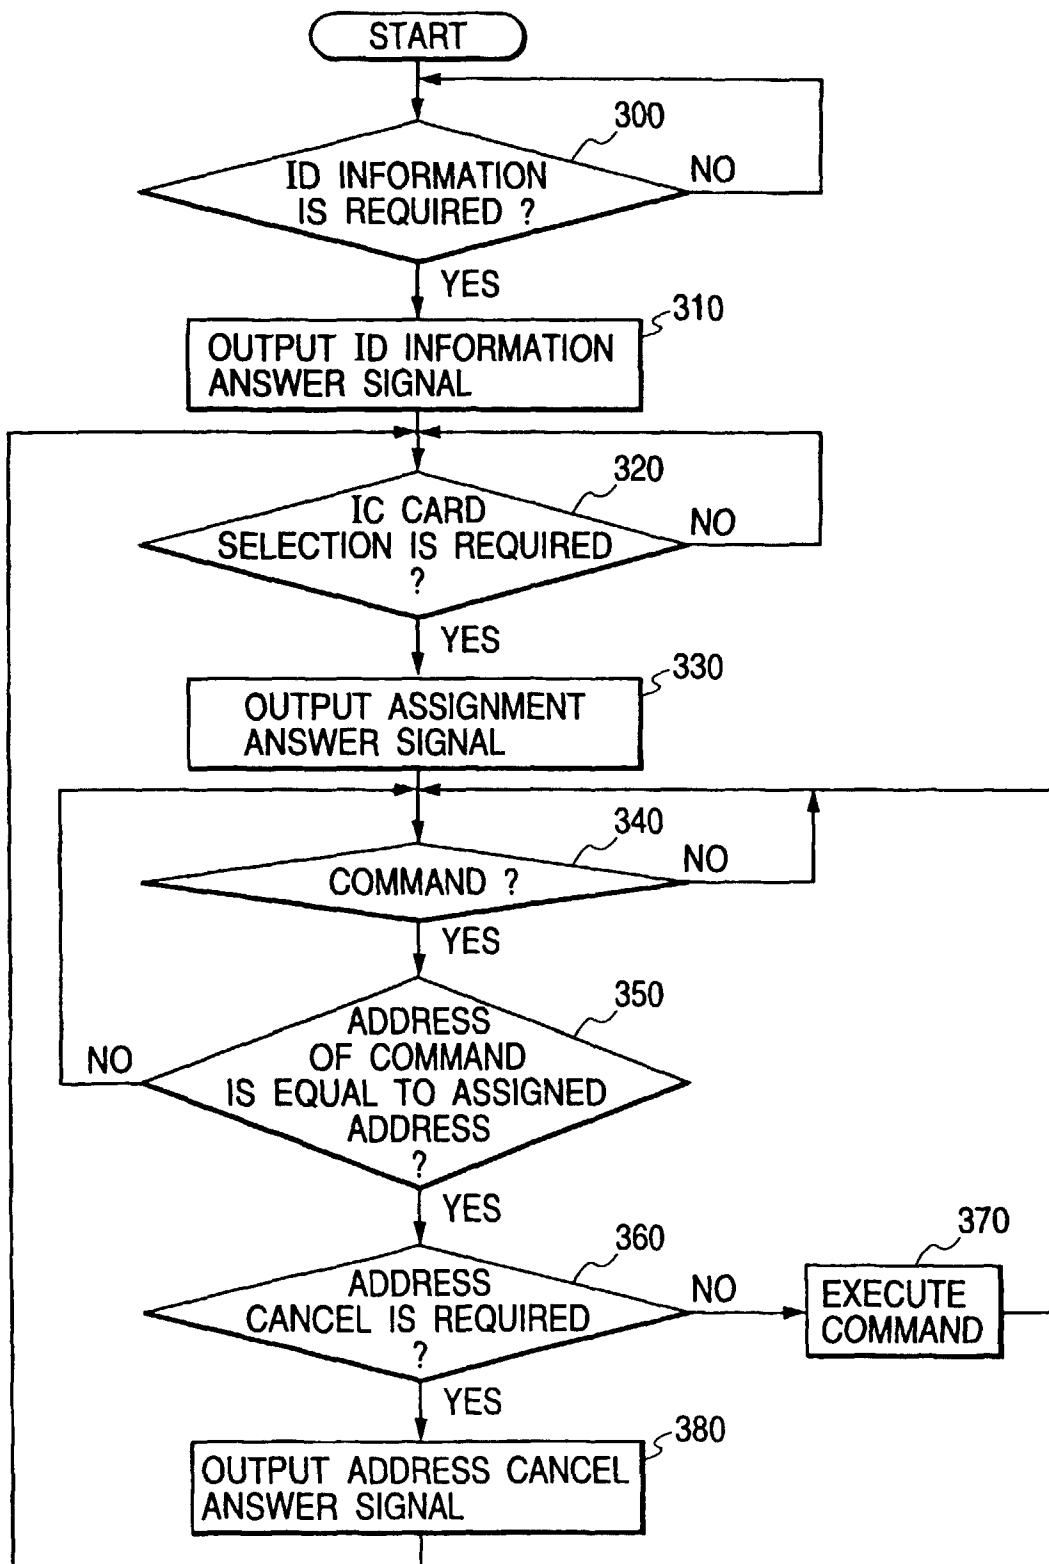 START
300
ID INFORMATION
IS REQUIRED ?
NO
YES
310
OUTPUT ID INFORMATION
ANSWER SIGNAL
320
IC CARD
SELECTION IS REQUIRED
?
NO
YES
330
OUTPUT ASSIGNMENT
ANSWER SIGNAL
340
COMMAND ?
NO
YES
350
ADDRESS
OF COMMAND
IS EQUAL TO ASSIGNED
ADDRESS
?
NO
YES
360
ADDRESS
CANCEL IS REQUIRED
?
NO
370
EXECUTE
COMMAND
YES
380
OUTPUT ADDRESS CANCEL
ANSWER SIGNAL